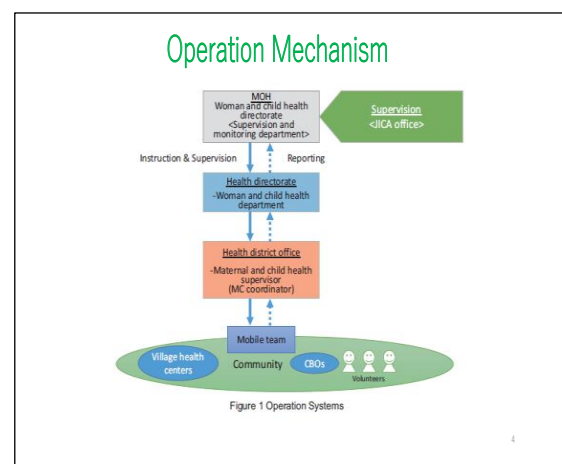 Operation Mechanism
MOH
Woman and child health
directorate
<Supervision and
monitoring department>
Supervision
<JICA office>
Instruction & Supervision
Reporting
Health directorate
-Woman and child health
department
Health district office
-Maternal and child health
supervisor
(MC coordinator)
Mobile team
Village health
centers
Community
CBOs
Volunteers
Figure 1 Operation Systems
4